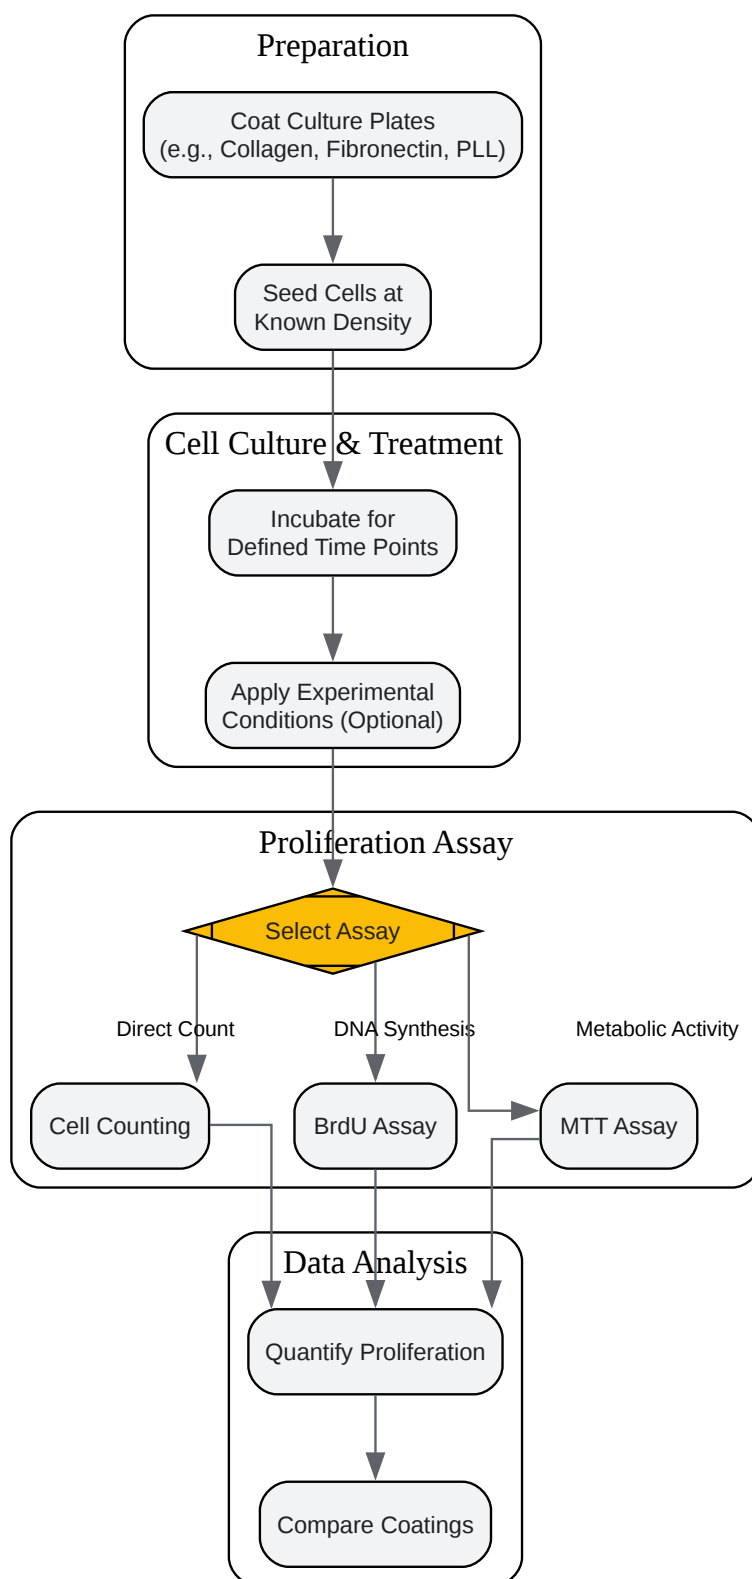 Preparation
Coat Culture Plates
(e.g., Collagen, Fibronectin, PLL)
Seed Cells at
Known Density
Cell Culture & Treatment
Incubate for
Defined Time Points
Apply Experimental
Conditions (Optional)
Proliferation Assay
Select Assay
Direct Count
DNA Synthesis
Metabolic Activity
Cell Counting
BrdU Assay
MTT Assay
Data Analysis
Quantify Proliferation
Compare Coatings